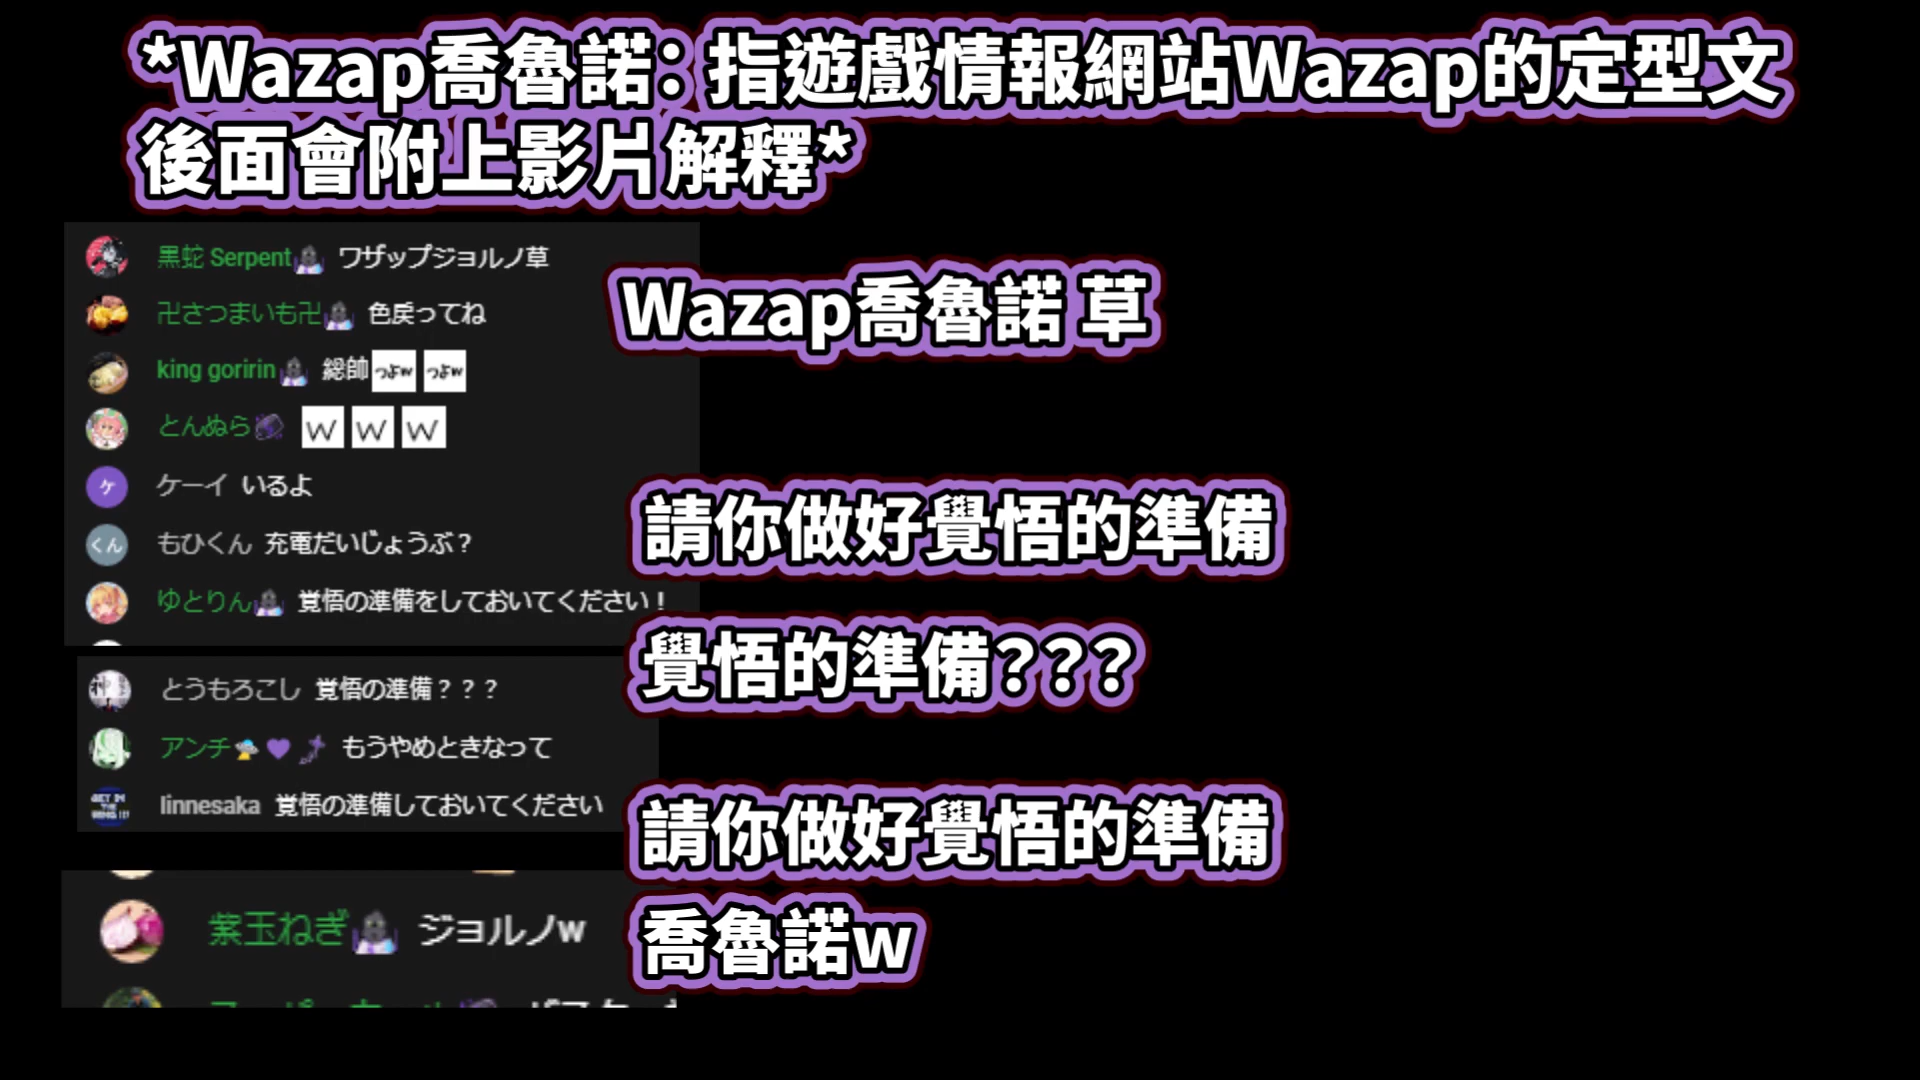 *Wazap喬魯諾：指遊戲情報網站Wazap的定型文
後面會附上影片解釋*
黒蛇 Serpent ワザップジョルノ草
Wazap喬魯諾 草
卍さつまいも卍 色戻ってね
king goririn 総帥 つよw つよw
とんぬら W W W
ケ ケーイ いるよ
請你做好覺悟的準備
くん もひくん 充電だいじょうぶ？
ゆとりん 覚悟の準備をしておいてください！
覺悟的準備？？？
とうもろこし 覚悟の準備？？？
アンチ もうやめときなって
linnesaka 覚悟の準備しておいてください
請你做好覺悟的準備
紫玉ねぎ ジョルノw
喬魯諾w